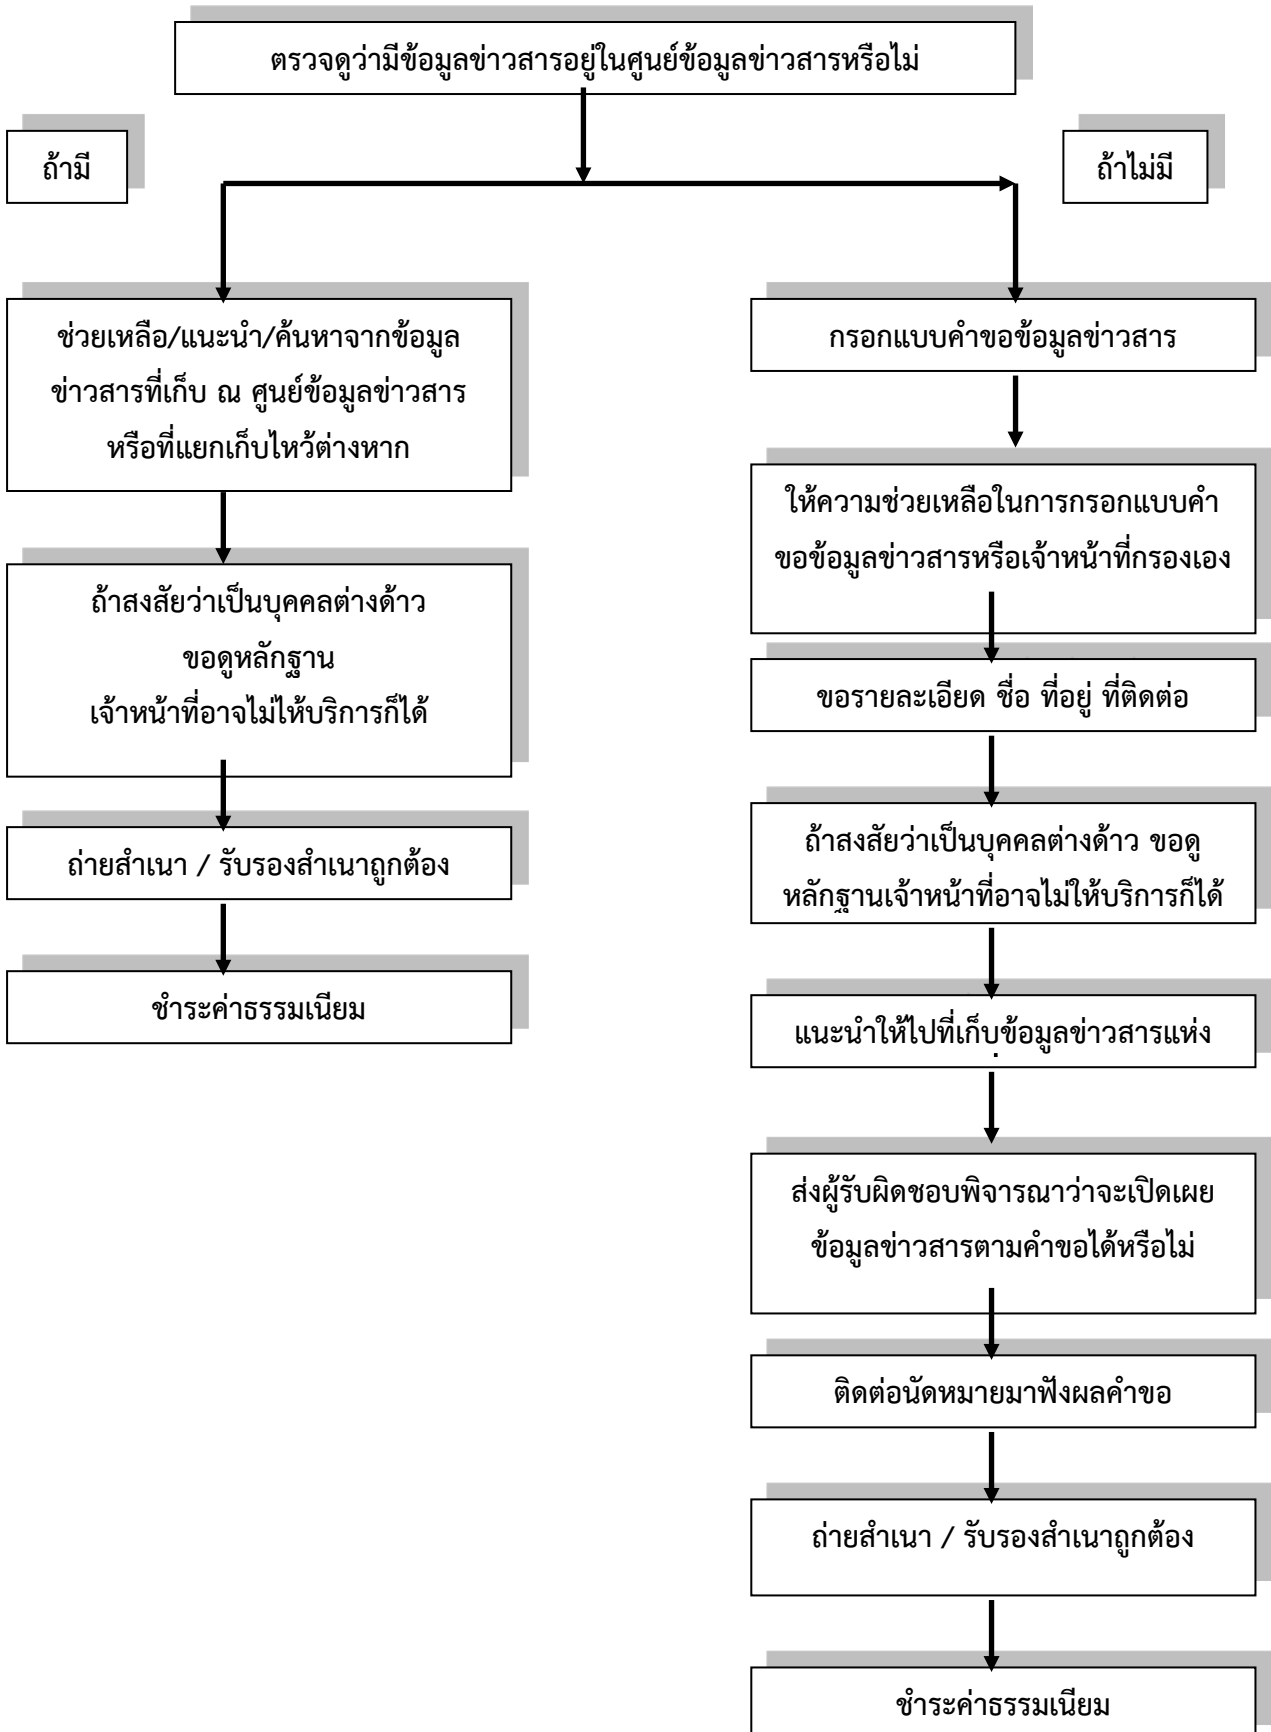 ตรวจดูว่ามีข้อมูลข่าวสารอยู่ในศูนย์ข้อมูลข่าวสารหรือไม่
ถ้ามี
ถ้าไม่มี
ช่วยเหลือ/แนะนำ/ค้นหาจากข้อมูล
ข่าวสารที่เก็บ ณ ศูนย์ข้อมูลข่าวสาร
หรือที่แยกเก็บไหว้ต่างหาก
ถ้าสงสัยว่าเป็นบุคคลต่างด้าว
ขอดูหลักฐาน
เจ้าหน้าที่อาจไม่ไห้บริการก็ได้
ถ่ายสำเนา / รับรองสำเนาถูกต้อง
ชำระค่าธรรมเนียม
กรอกแบบคำขอข้อมูลข่าวสาร
ให้ความช่วยเหลือในการกรอกแบบคำ
ขอข้อมูลข่าวสารหรือเจ้าหน้าที่กรองเอง
ขอรายละเอียด ชื่อ ที่อยู่ ที่ติดต่อ
ถ้าสงสัยว่าเป็นบุคคลต่างด้าว ขอดู
หลักฐานเจ้าหน้าที่อาจไม่ให้บริการก็ได้
แนะนำให้ไปที่เก็บข้อมูลข่าวสารแห่ง
ส่งผู้รับผิดชอบพิจารณาว่าจะเปิดเผย
ข้อมูลข่าวสารตามคำขอได้หรือไม่
ติดต่อนัดหมายมาฟังผลคำขอ
ถ่ายสำเนา / รับรองสำเนาถูกต้อง
ชำระค่าธรรมเนียม